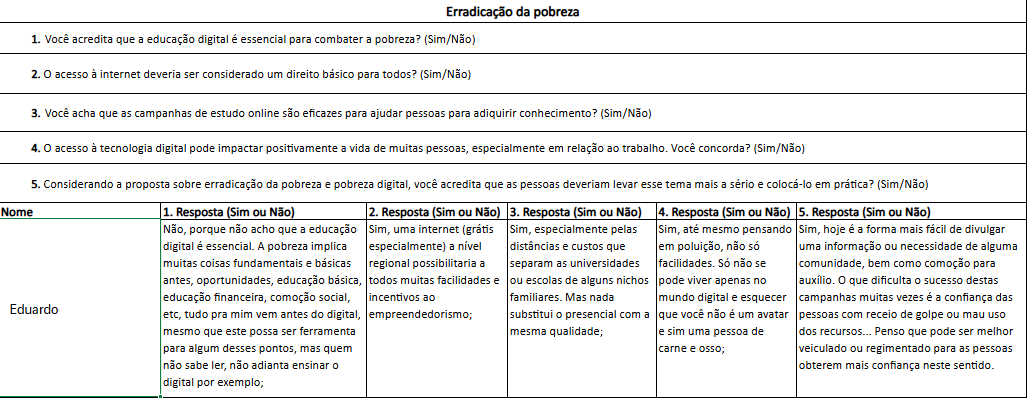 Erradicação da pobreza
1. Você acredita que a educação digital é essencial para combater a pobreza? (Sim/Não)
2. O acesso à internet deveria ser considerado um direito básico para todos? (Sim/Não)
3. Você acha que as campanhas de estudo online são eficazes para ajudar pessoas para adiquirir conhecimento? (Sim/Não)
4. O acesso à tecnologia digital pode impactar positivamente a vida de muitas pessoas, especialmente em relação ao trabalho. Você concorda? (Sim/Não)
5. Considerando a proposta sobre erradicação da pobreza e pobreza digital, você acredita que as pessoas deveriam levar esse tema mais a sério e colocá-lo em prática? (Sim/Não)
Nome
1. Resposta (Sim ou Não)
2. Resposta (Sim ou Não)
3. Resposta (Sim ou Não)
4. Resposta (Sim ou Não)
5. Resposta (Sim ou Não)
Eduardo
Não, porque não acho que a educação
digital é essencial. A pobreza implica
muitas coisas fundamentais e básicas
antes, oportunidades, educação básica,
educação financeira, comoção social,
etc, tudo pra mim vem antes do digital,
mesmo que este possa ser ferramenta
para algum desses pontos, mas quem
não sabe ler, não adianta ensinar o
digital por exemplo;
Sim, uma internet (grátis
especialmente) a nível
regional possibilitaria a
todos muitas facilidades e
incentivos ao
empreendedorismo;
Sim, especialmente pelas
distâncias e custos que
separam as universidades
ou escolas de alguns nichos
familiares. Mas nada
substitui o presencial com a
mesma qualidade;
Sim, até mesmo pensando
em poluição, não só
facilidades. Só não se
pode viver apenas no
mundo digital e esquecer
que você não é um avatar
e sim uma pessoa de
carne e osso;
Sim, hoje é a forma mais fácil de divulgar
uma informação ou necessidade de alguma
comunidade, bem como comoção para
auxílio. O que dificulta o sucesso destas
campanhas muitas vezes é a confiança das
pessoas com receio de golpe ou mau uso
dos recursos... Penso que pode ser melhor
veiculado ou regimentado para as pessoas
obterem mais confiança neste sentido.